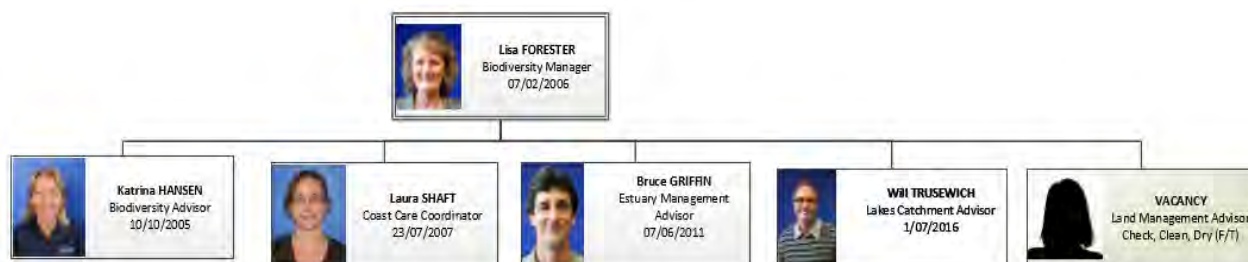 Lisa FORESTER
Biodiversity Manager
07/02/2006
Katrina HANSEN
Biodiversity Advisor
10/10/2005
Laura SHAFT
Coast Care Coordinator
23/07/2007
Bruce GRIFFIN
Estuary Management
Advisor
07/06/2011
Will TRUSEWICH
Lakes Catchment Advisor
1/07/2016
VACANCY
Land Management Advisor
Check, Clean, Dry (F/T)